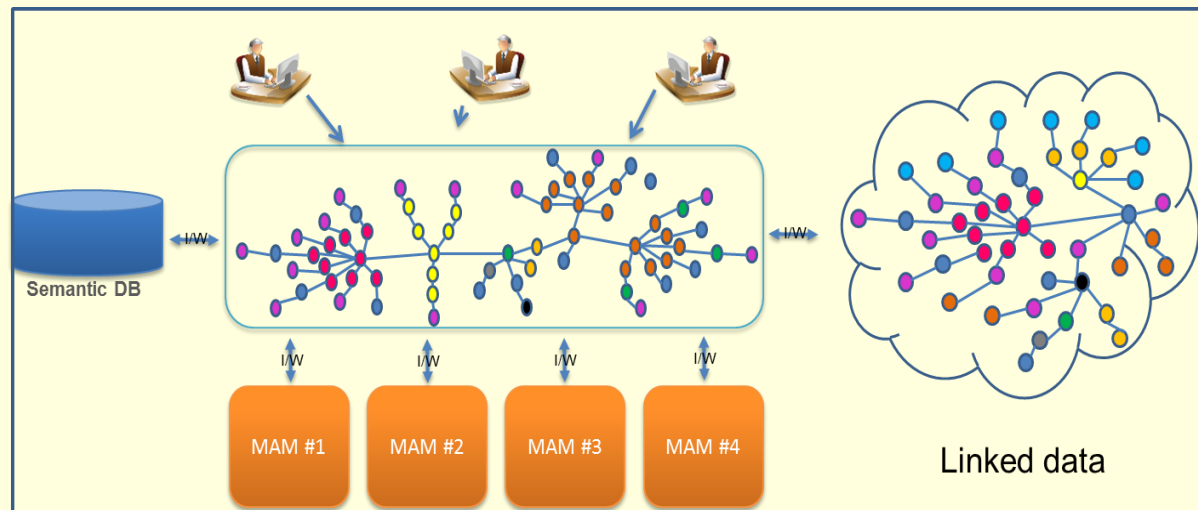 I/W
I/W
Semantic DB
I/W
I/W
I/W
I/W
MAM #1
MAM #2
MAM #3
MAM #4
Linked data